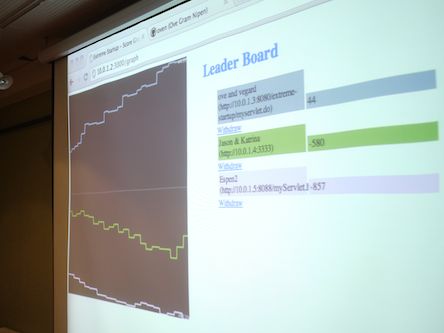 Extreme Startup - Score
oven (Ove Gram Nipen)
10.0.1.2:3000/graph
Leader Board
ove and vegard
(http://10.0.1.3:8080/extreme-
startup/myservlet.do)
44
Withdraw
Jason & Katrina
(http://10.0.1.4:3333)
-580
Withdraw
Espen2
(http://10.0.1.5:8088/myServlet.l
-857
Withdraw